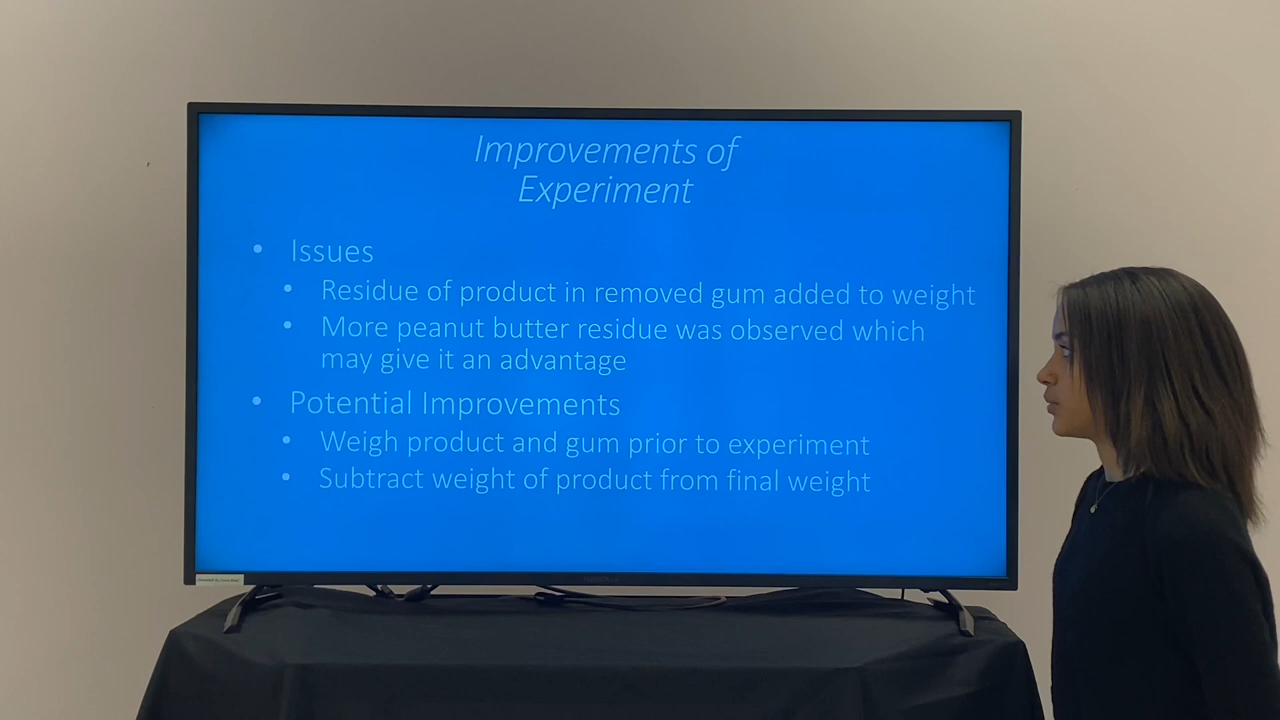 Improvements of
Experiment
• Issues
• Residue of product in removed gum added to weight
• More peanut butter residue was observed which
may give it an advantage
• Potential Improvements
• Weigh product and gum prior to experiment
• Subtract weight of product from final weight